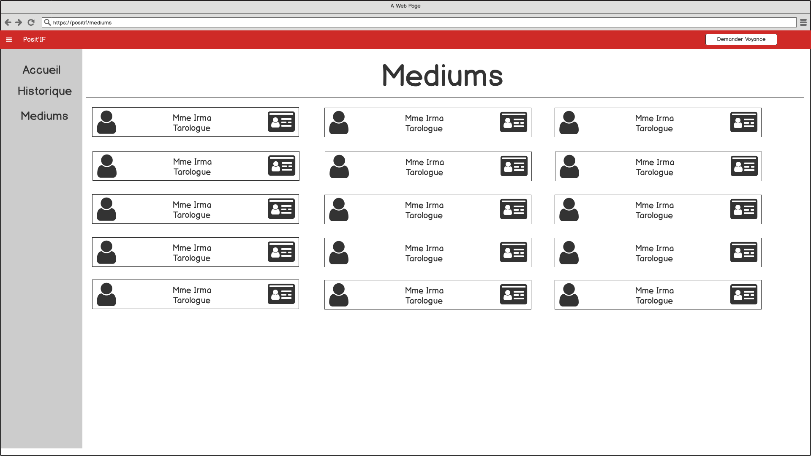 A Web Page
https://positif/mediums
Posit'IF
Demander Voyance
Accueil
Historique
Mediums
Mediums
Mme Irma
Tarologue
Mme Irma
Tarologue
Mme Irma
Tarologue
Mme Irma
Tarologue
Mme Irma
Tarologue
Mme Irma
Tarologue
Mme Irma
Tarologue
Mme Irma
Tarologue
Mme Irma
Tarologue
Mme Irma
Tarologue
Mme Irma
Tarologue
Mme Irma
Tarologue
Mme Irma
Tarologue
Mme Irma
Tarologue
Mme Irma
Tarologue